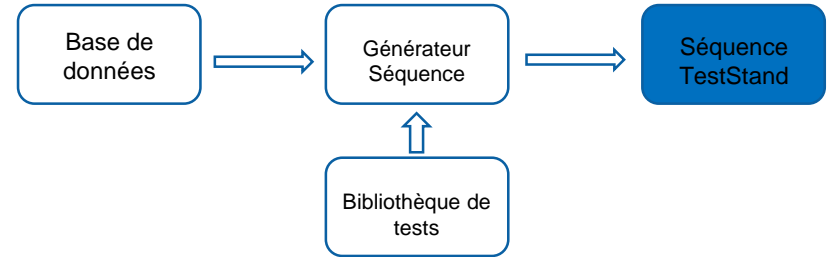 Base de
données
Générateur
Séquence
Séquence
TestStand
Bibliothèque de
tests